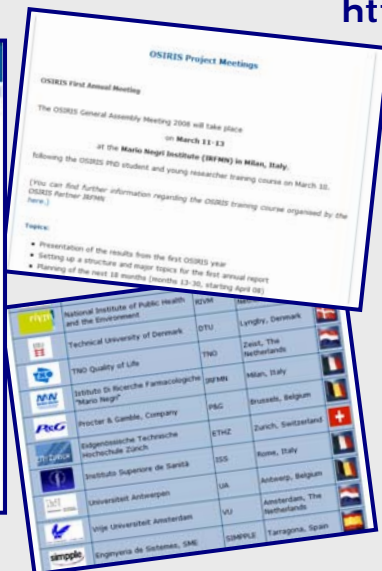 htt
OSIRIS Project Meetings
OSIRIS First Annual Meeting
The OSIRIS General Assembly Meeting 2008 will take place
on March 11-13
at the Mario Negri Institute (IRFMN) in Milan, Italy,
following the OSIRIS PhD student and young researcher training course on March 10.
(You can find further information regarding the OSIRIS training course organised by the
OSIRIS Partner IRFMN
here.)
Topics:
Presentation of the results from the first OSIRIS year
Setting up a structure and major topics for the first annual report
Planning of the next 18 months (months 13-30, starting April 08)
National Institute of Public Health RIVM
and the Environment
Technical University of Denmark DTU Lyngby, Denmark
TNO Quality of Life TNO Zeist, The
Netherlands
Istituto Di Ricerche Farmacologiche IRFMN Milan, Italy
"Mario Negri"
P&G Procter & Gamble, Company P&G Brussels, Belgium
Eidgenössische Technische ETHZ Zurich, Switzerland
Hochschule Zürich
Instituto Superiore de Sanità ISS Rome, Italy
Universiteit Antwerpen UA Antwerp, Belgium
Vrije Universiteit Amsterdam VU Amsterdam, The
Netherlands
simpple Enginyeria de Sistemes, SME SIMPPLE Tarragona, Spain